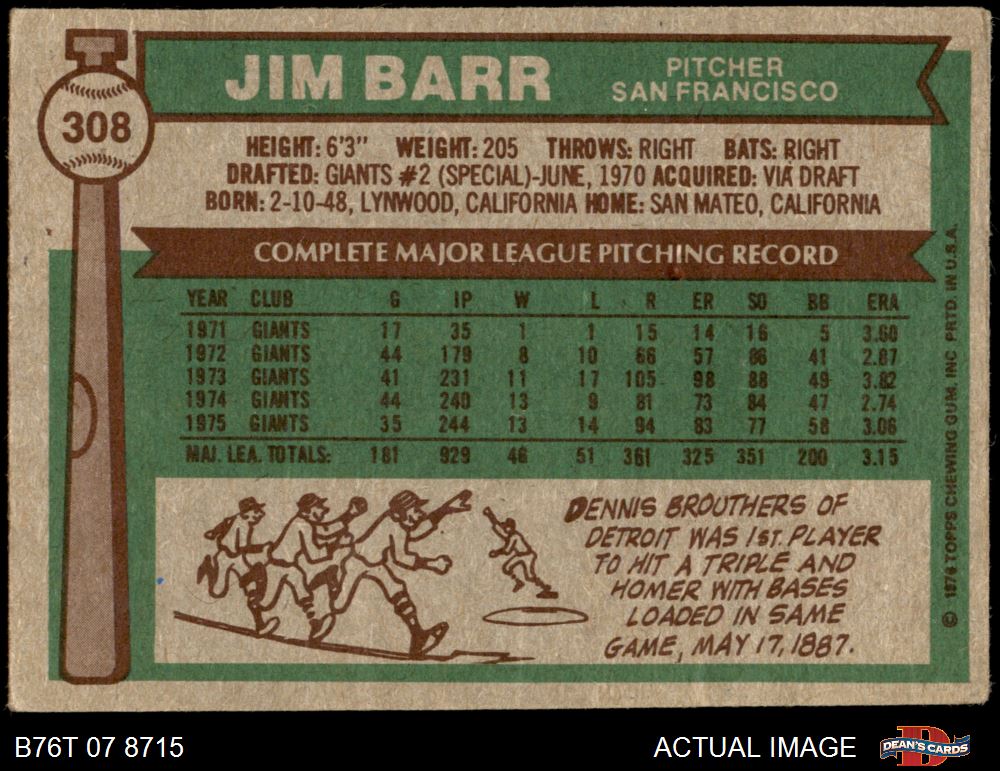 308
JIM BARR
PITCHER
SAN FRANCISCO
HEIGHT: 6'3" WEIGHT: 205 THROWS: RIGHT BATS: RIGHT
DRAFTED: GIANTS #2 (SPECIAL)-JUNE, 1970 ACQUIRED: VIA DRAFT
BORN: 2-10-48, LYNWOOD, CALIFORNIA HOME: SAN MATEO, CALIFORNIA
COMPLETE MAJOR LEAGUE PITCHING RECORD
YEAR CLUB G IP W L R ER SO BB ERA
1971 GIANTS 17 35 1 1 15 14 16 5 3.60
1972 GIANTS 44 179 8 10 66 57 86 41 2.87
1973 GIANTS 41 231 11 17 105 98 88 49 3.82
1974 GIANTS 44 240 13 9 81 73 84 47 2.74
1975 GIANTS 35 244 13 14 94 83 77 58 3.06
MAJ. LEA. TOTALS: 181 929 46 51 361 325 351 200 3.15
DENNIS BROUTHERS OF
DETROIT WAS 1ST. PLAYER
TO HIT A TRIPLE AND
HOMER WITH BASES
LOADED IN SAME
GAME, MAY 17, 1887.
© 1976 TOPPS CHEWING GUM, INC PRTD. IN U.S.A.
B76T 07 8715
ACTUAL IMAGE
DEAN'S CARDS